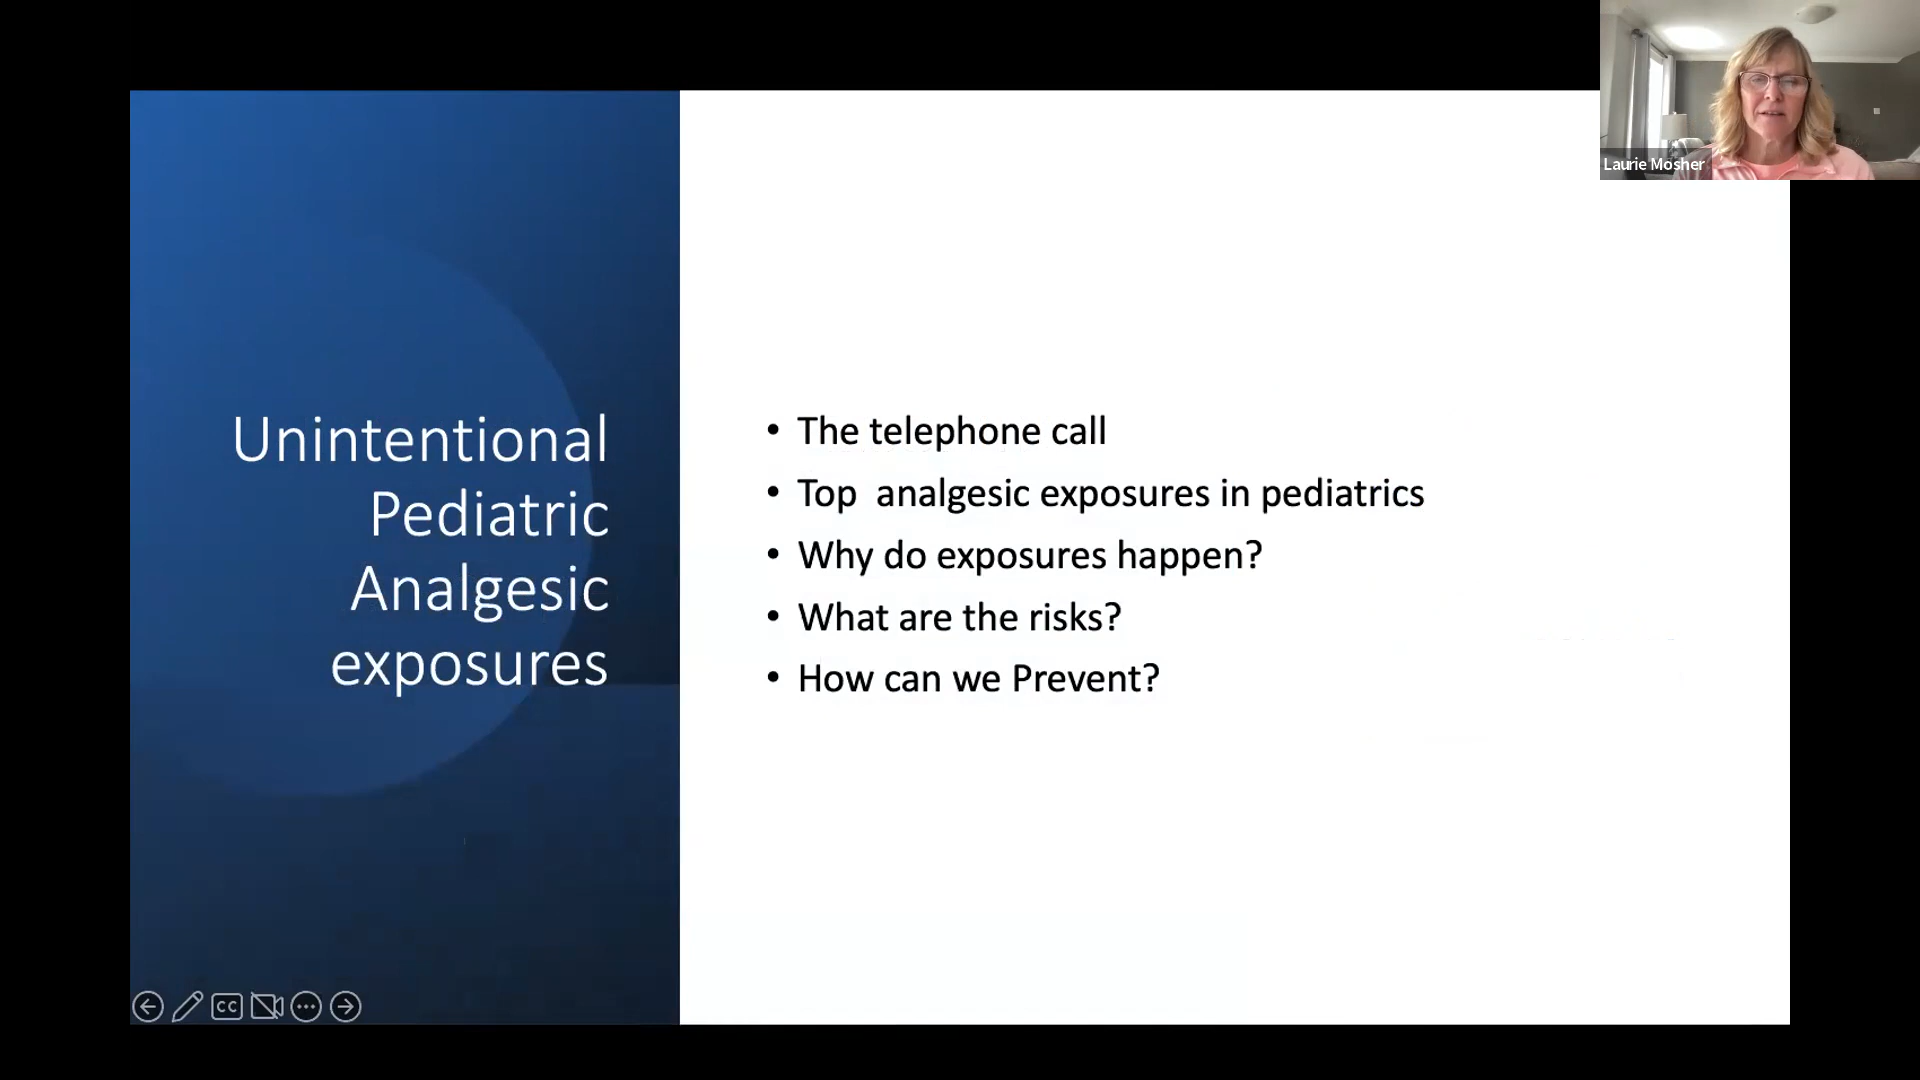 Laurie Mosher
Unintentional
Pediatric
Analgesic
exposures
• The telephone call
• Top  analgesic exposures in pediatrics
• Why do exposures happen?
• What are the risks?
• How can we Prevent?
CC